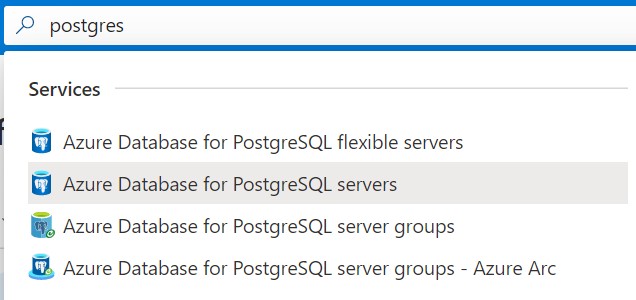 postgres
Services
Azure Database for PostgreSQL flexible servers
Azure Database for PostgreSQL servers
Azure Database for PostgreSQL server groups
Azure Database for PostgreSQL server groups - Azure Arc